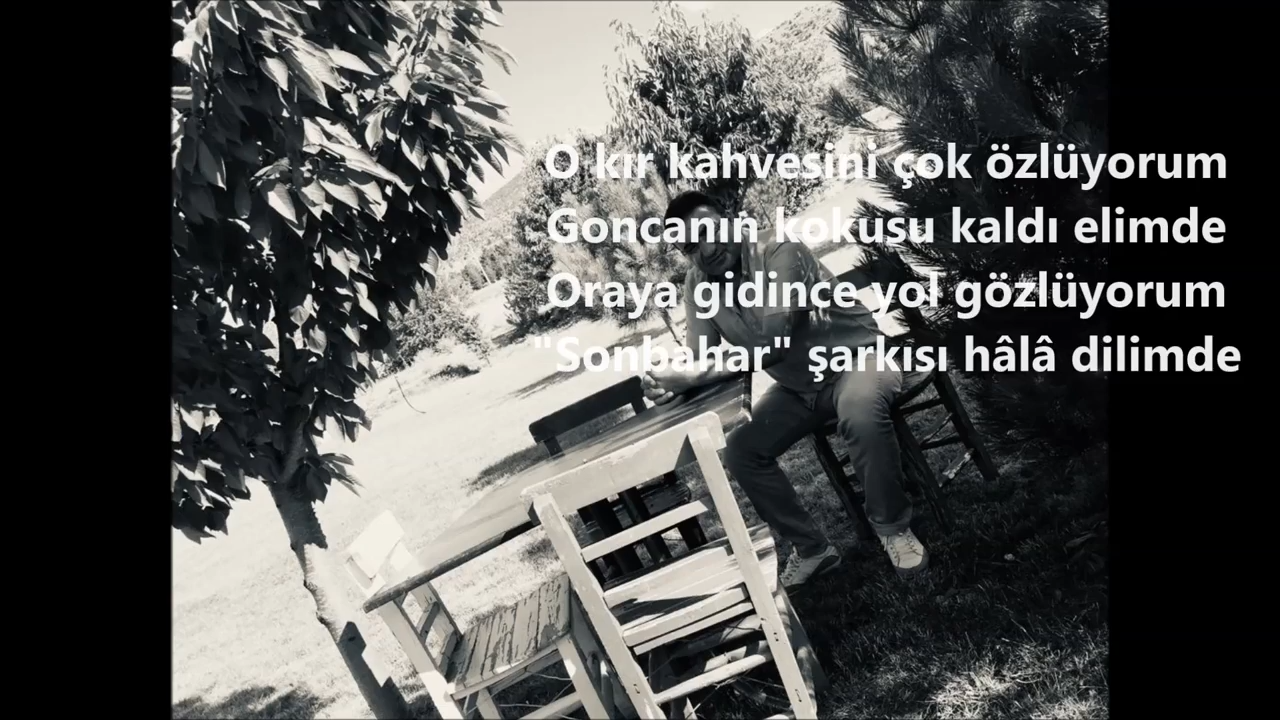 O kır kahvesini çok özlüyorum
Goncanın kokusu kaldı elimde
Oraya gidince yol gözlüyorum
"Sonbahar" şarkısı hâlâ dilimde